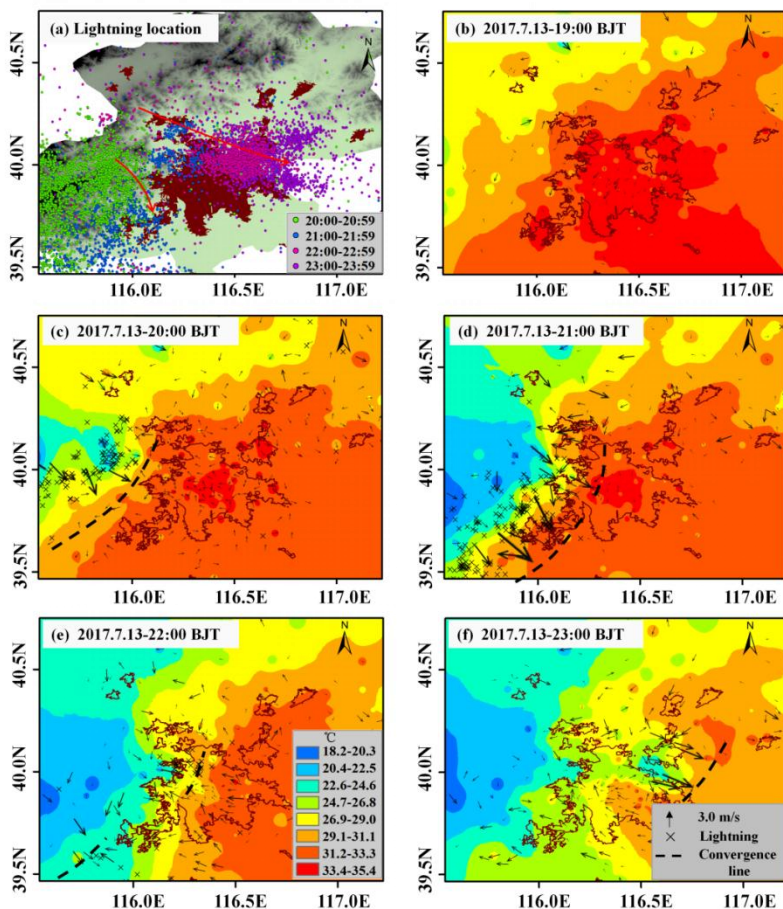 (a) Lightning location
N
40.5N
40.0N
39.5N
20:00-20:59
21:00-21:59
22:00-22:59
23:00-23:59
116.0E 116.5E 117.0E
(b) 2017.7.13-19:00 BJT
N
40.5N
40.0N
39.5N
116.0E 116.5E 117.0E
(c) 2017.7.13-20:00 BJT
N
40.5N
40.0N
39.5N
116.0E 116.5E 117.0E
(d) 2017.7.13-21:00 BJT
N
40.5N
40.0N
39.5N
116.0E 116.5E 117.0E
(e) 2017.7.13-22:00 BJT
N
40.5N
40.0N
39.5N
℃
18.2-20.3
20.4-22.5
22.6-24.6
24.7-26.8
26.9-29.0
29.1-31.1
31.2-33.3
33.4-35.4
116.0E 116.5E 117.0E
(f) 2017.7.13-23:00 BJT
N
40.5N
40.0N
39.5N
3.0 m/s
Lightning
Convergence
line
116.0E 116.5E 117.0E